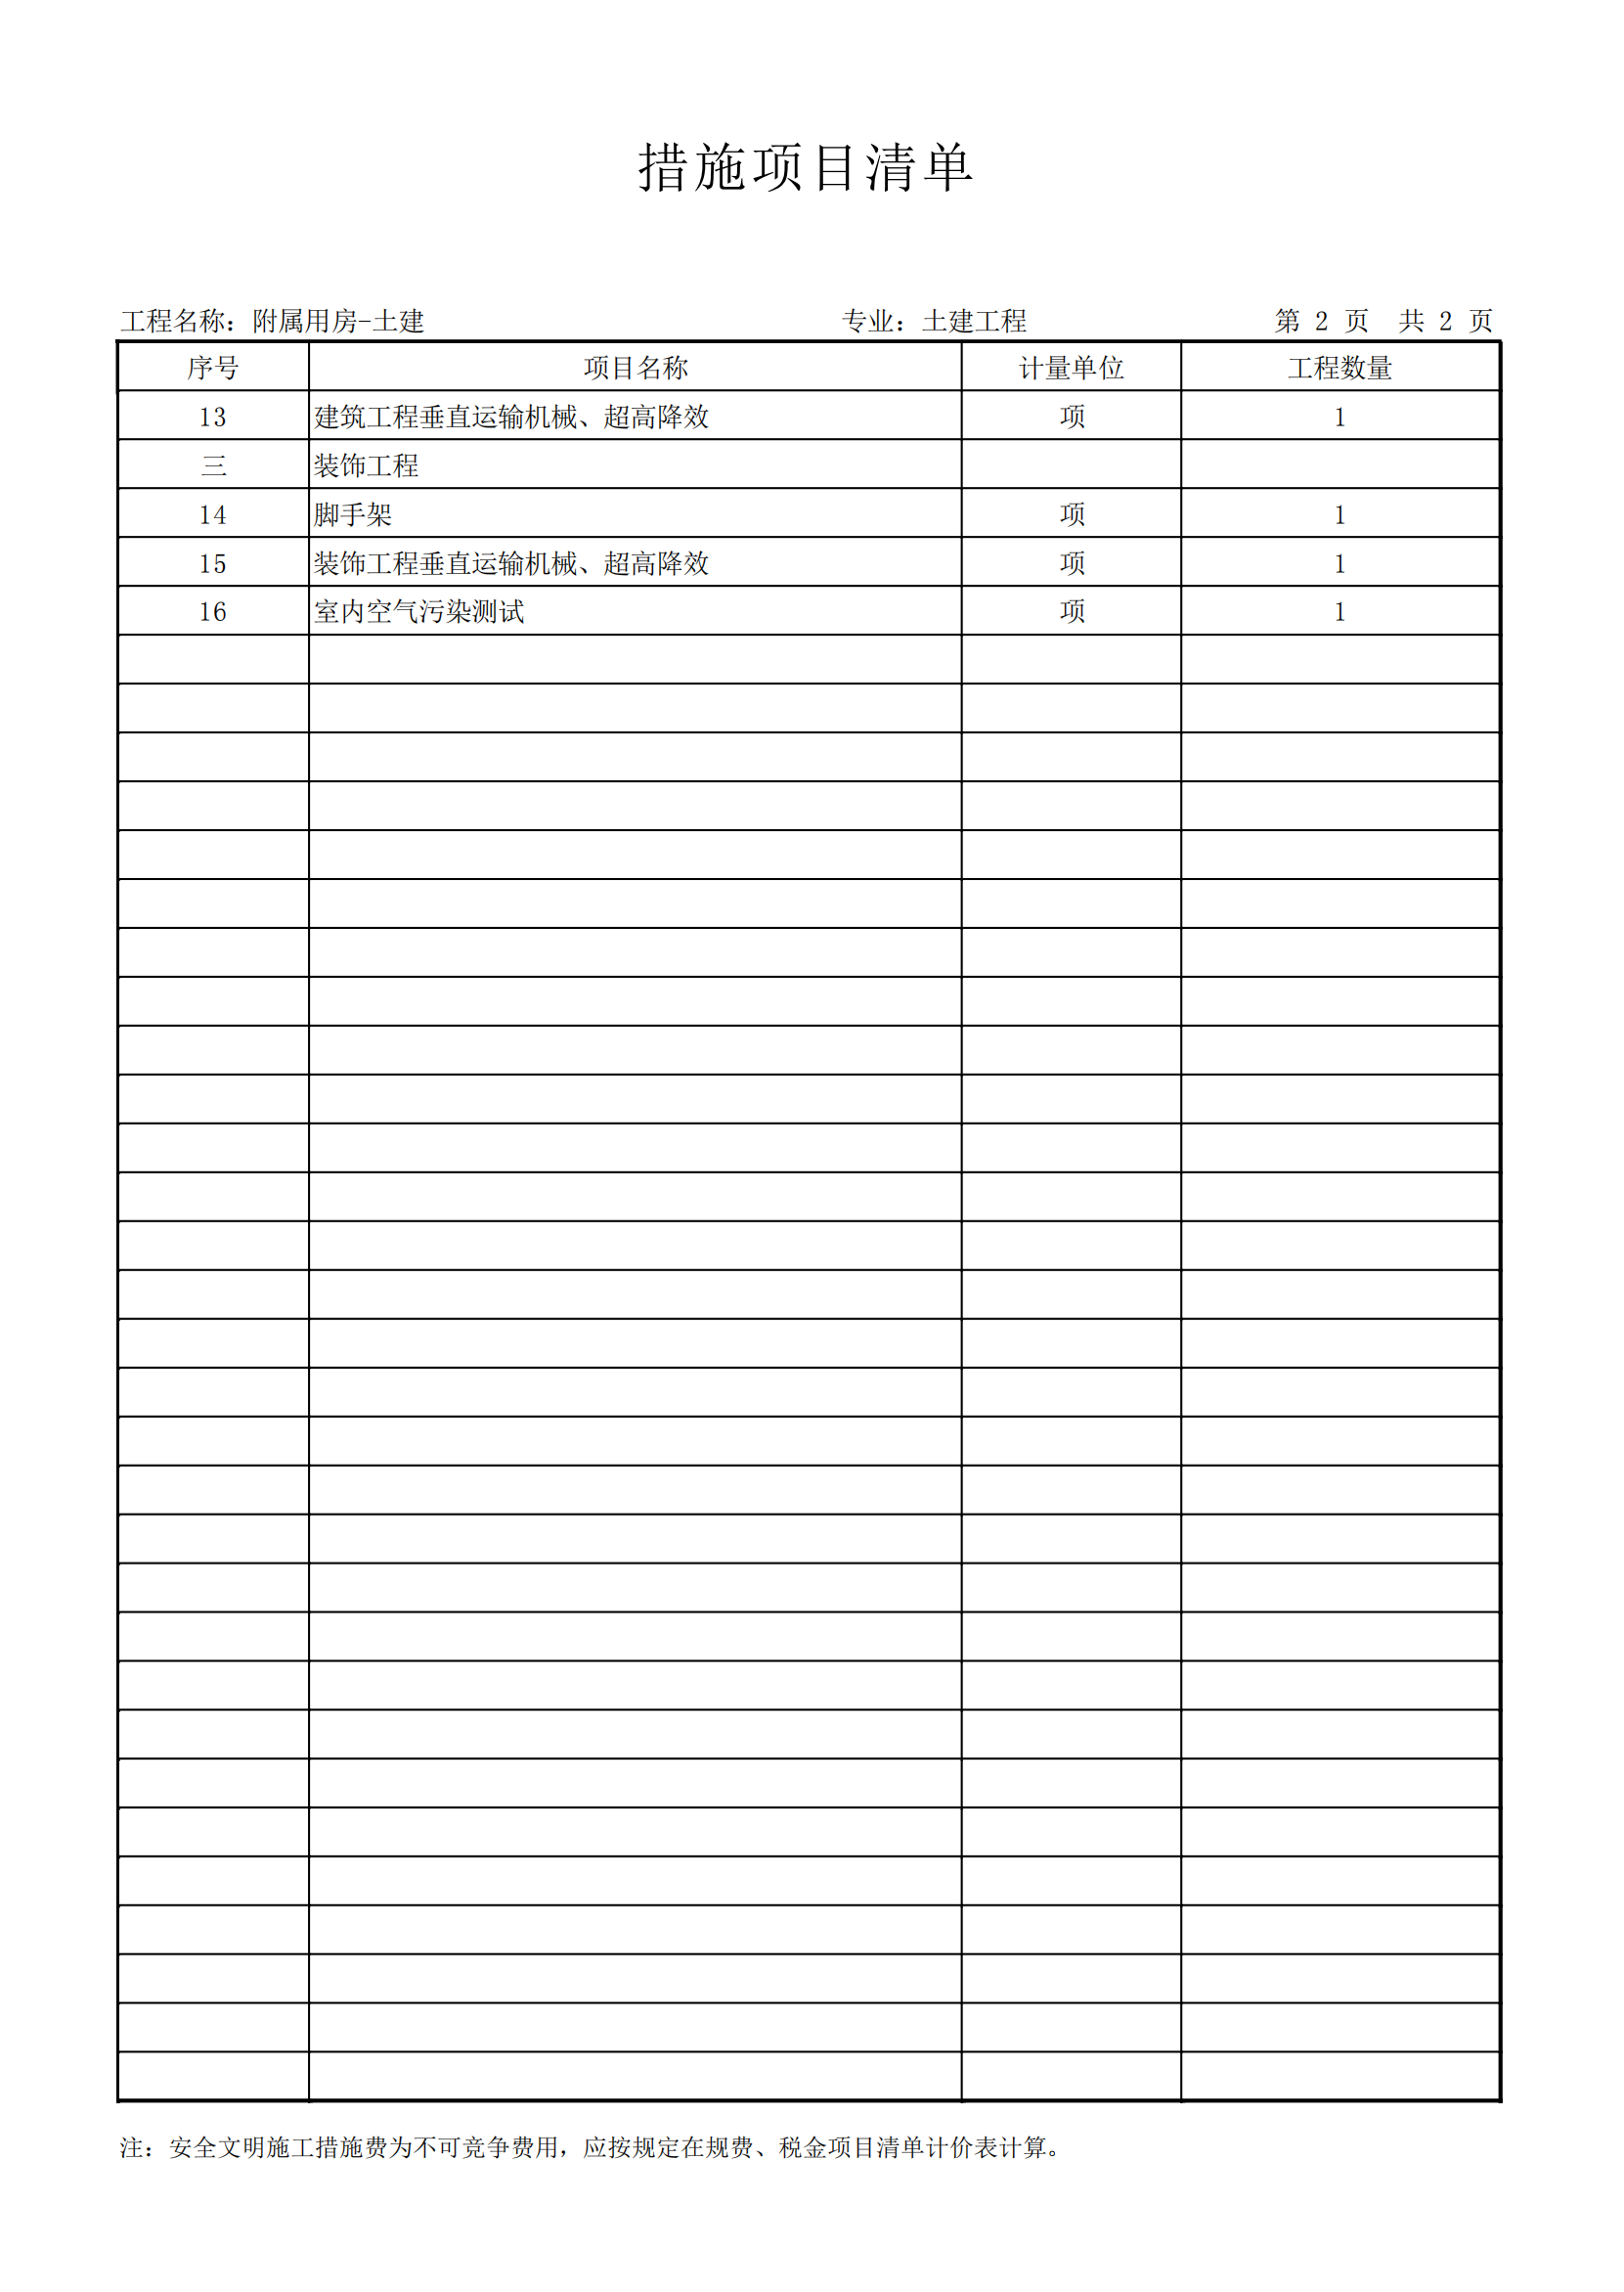 措施项目清单
工程名称：附属用房-土建 专业：土建工程 第 2 页 共 2 页
序号 项目名称 计量单位 工程数量
13 建筑工程垂直运输机械、超高降效 项 1
三 装饰工程
14 脚手架 项 1
15 装饰工程垂直运输机械、超高降效 项 1
16 室内空气污染测试 项 1
注：安全文明施工措施费为不可竞争费用，应按规定在规费、税金项目清单计价表计算。